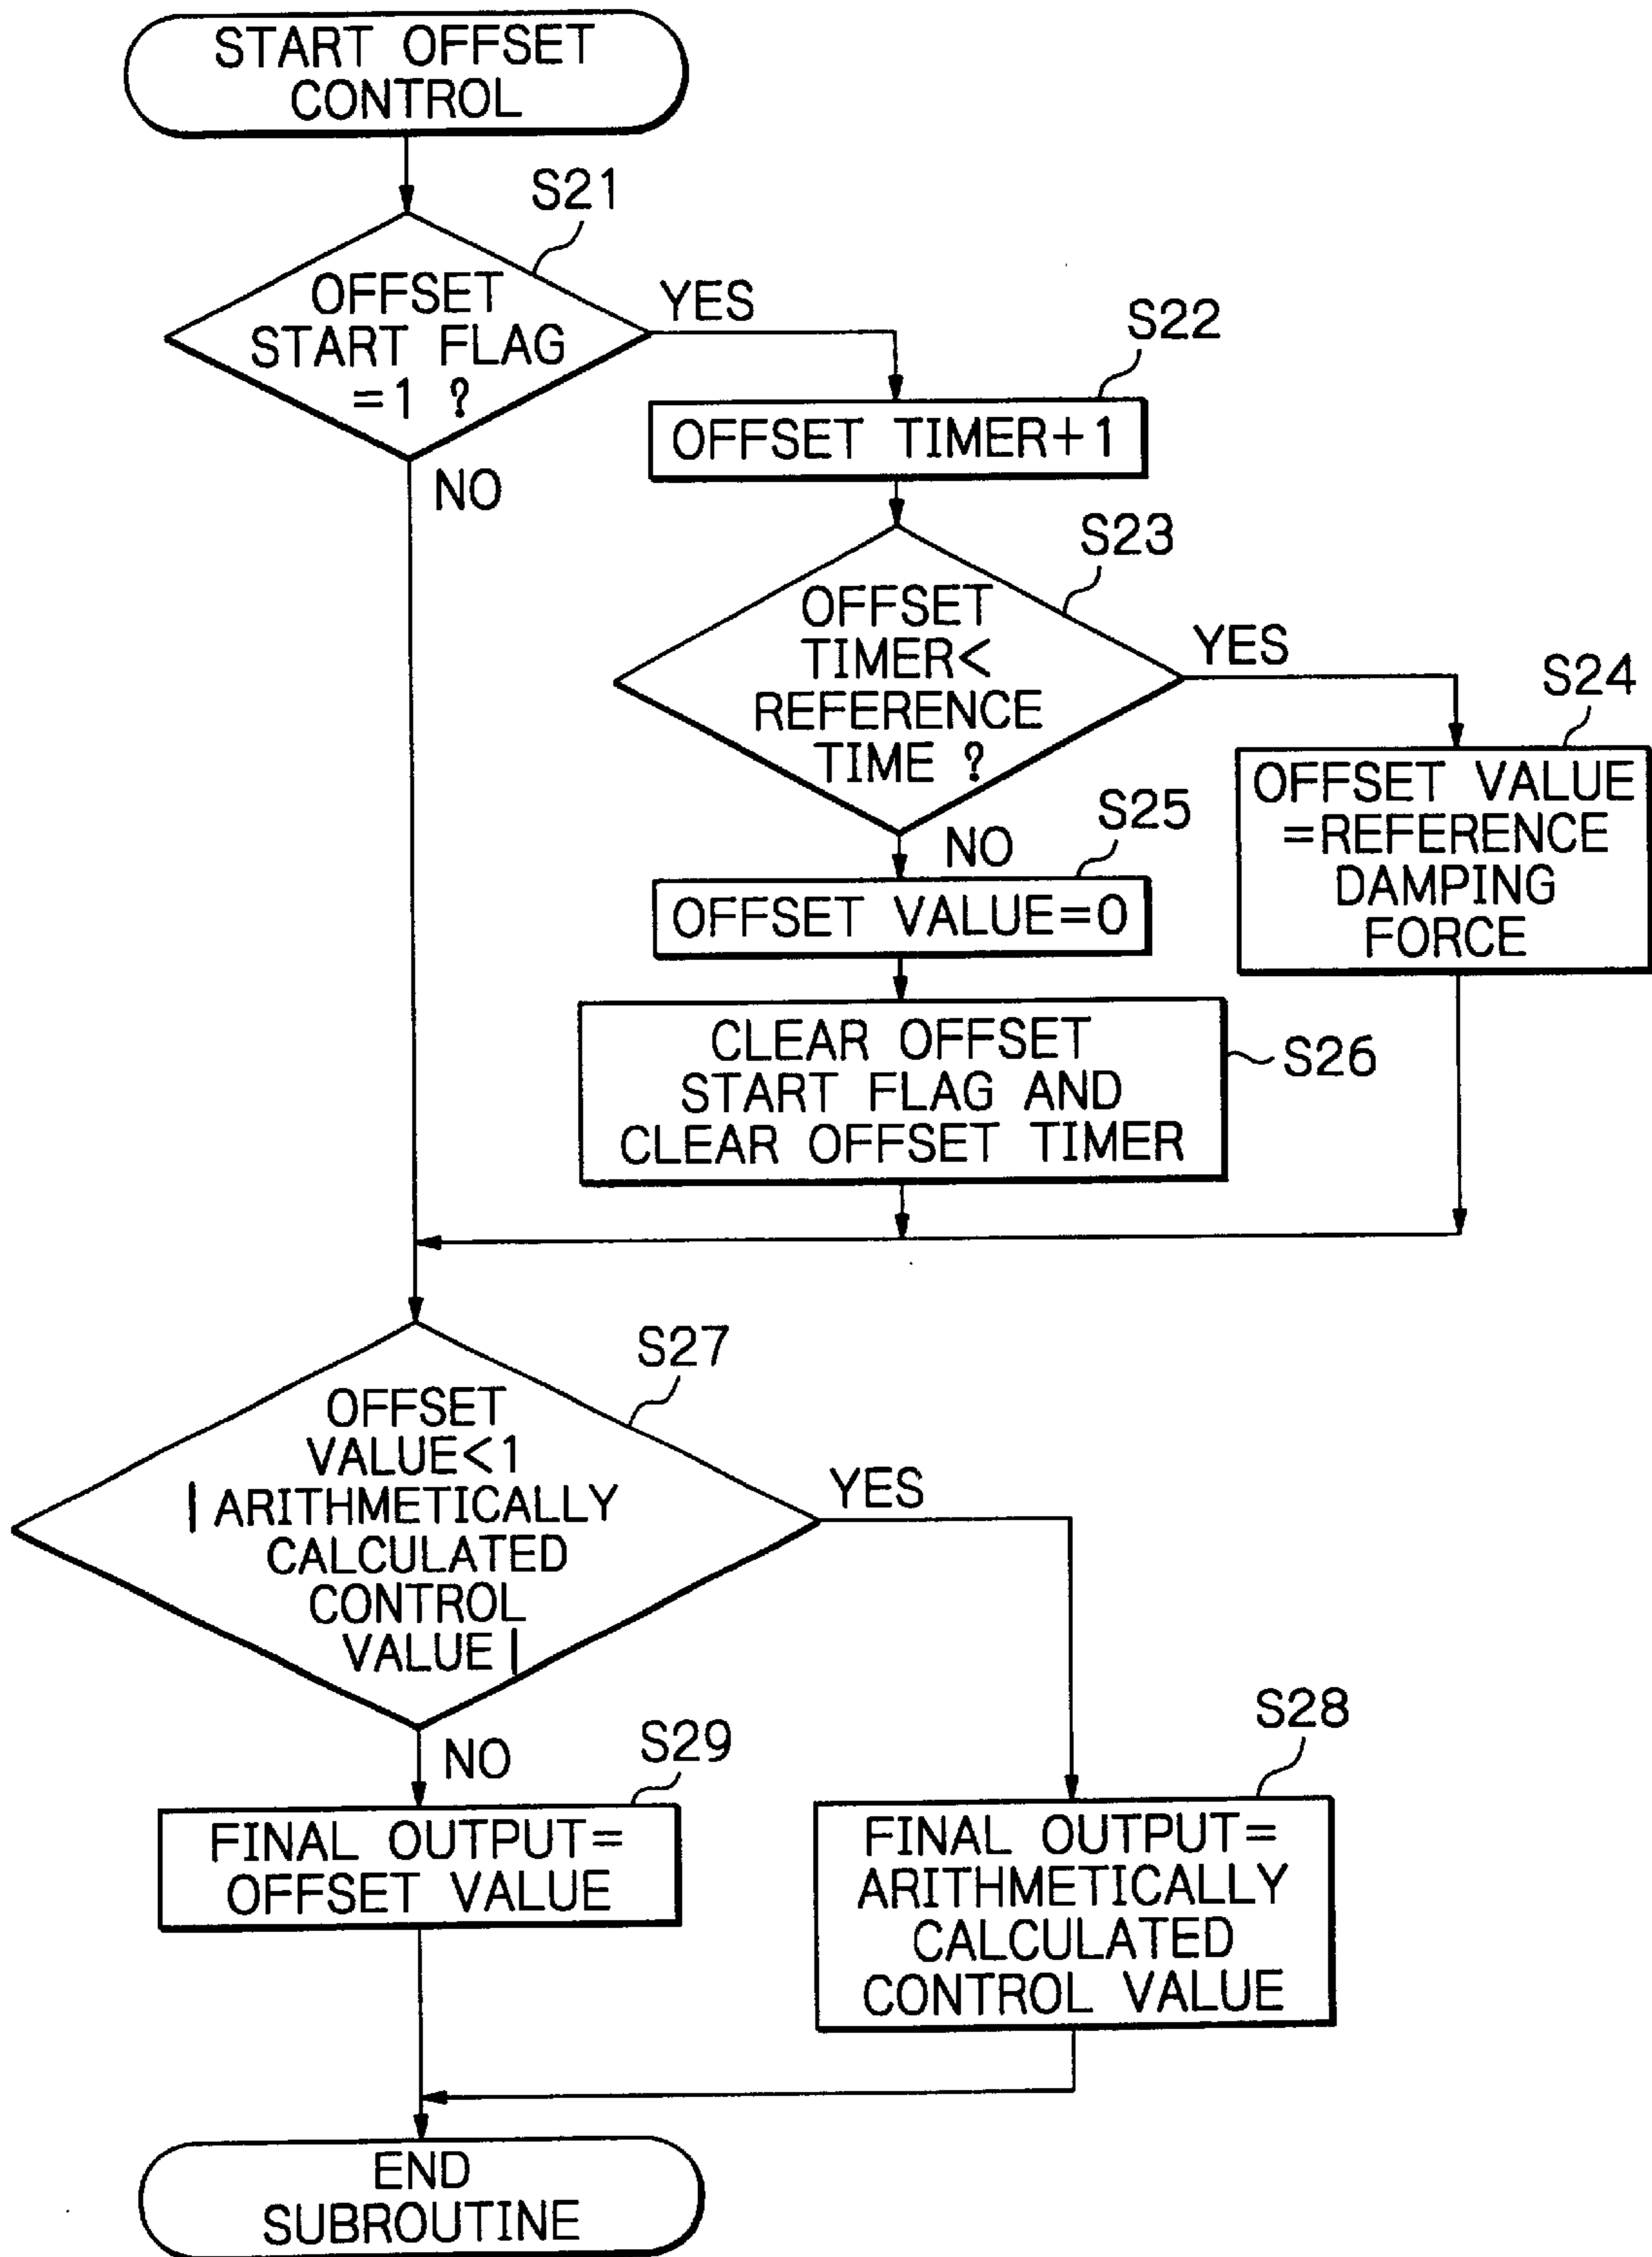 START OFFSET
CONTROL
S21
OFFSET
START FLAG
=1 ?
YES
NO
S22
OFFSET TIMER+1
S23
OFFSET
TIMER<
REFERENCE
TIME ?
YES
NO
S24
OFFSET VALUE
=REFERENCE
DAMPING
FORCE
S25
OFFSET VALUE=0
CLEAR OFFSET
START FLAG AND
CLEAR OFFSET TIMER
S26
S27
OFFSET
VALUE<1
| ARITHMETICALLY
CALCULATED
CONTROL
VALUE |
YES
NO
S29
FINAL OUTPUT=
OFFSET VALUE
S28
FINAL OUTPUT=
ARITHMETICALLY
CALCULATED
CONTROL VALUE
END
SUBROUTINE